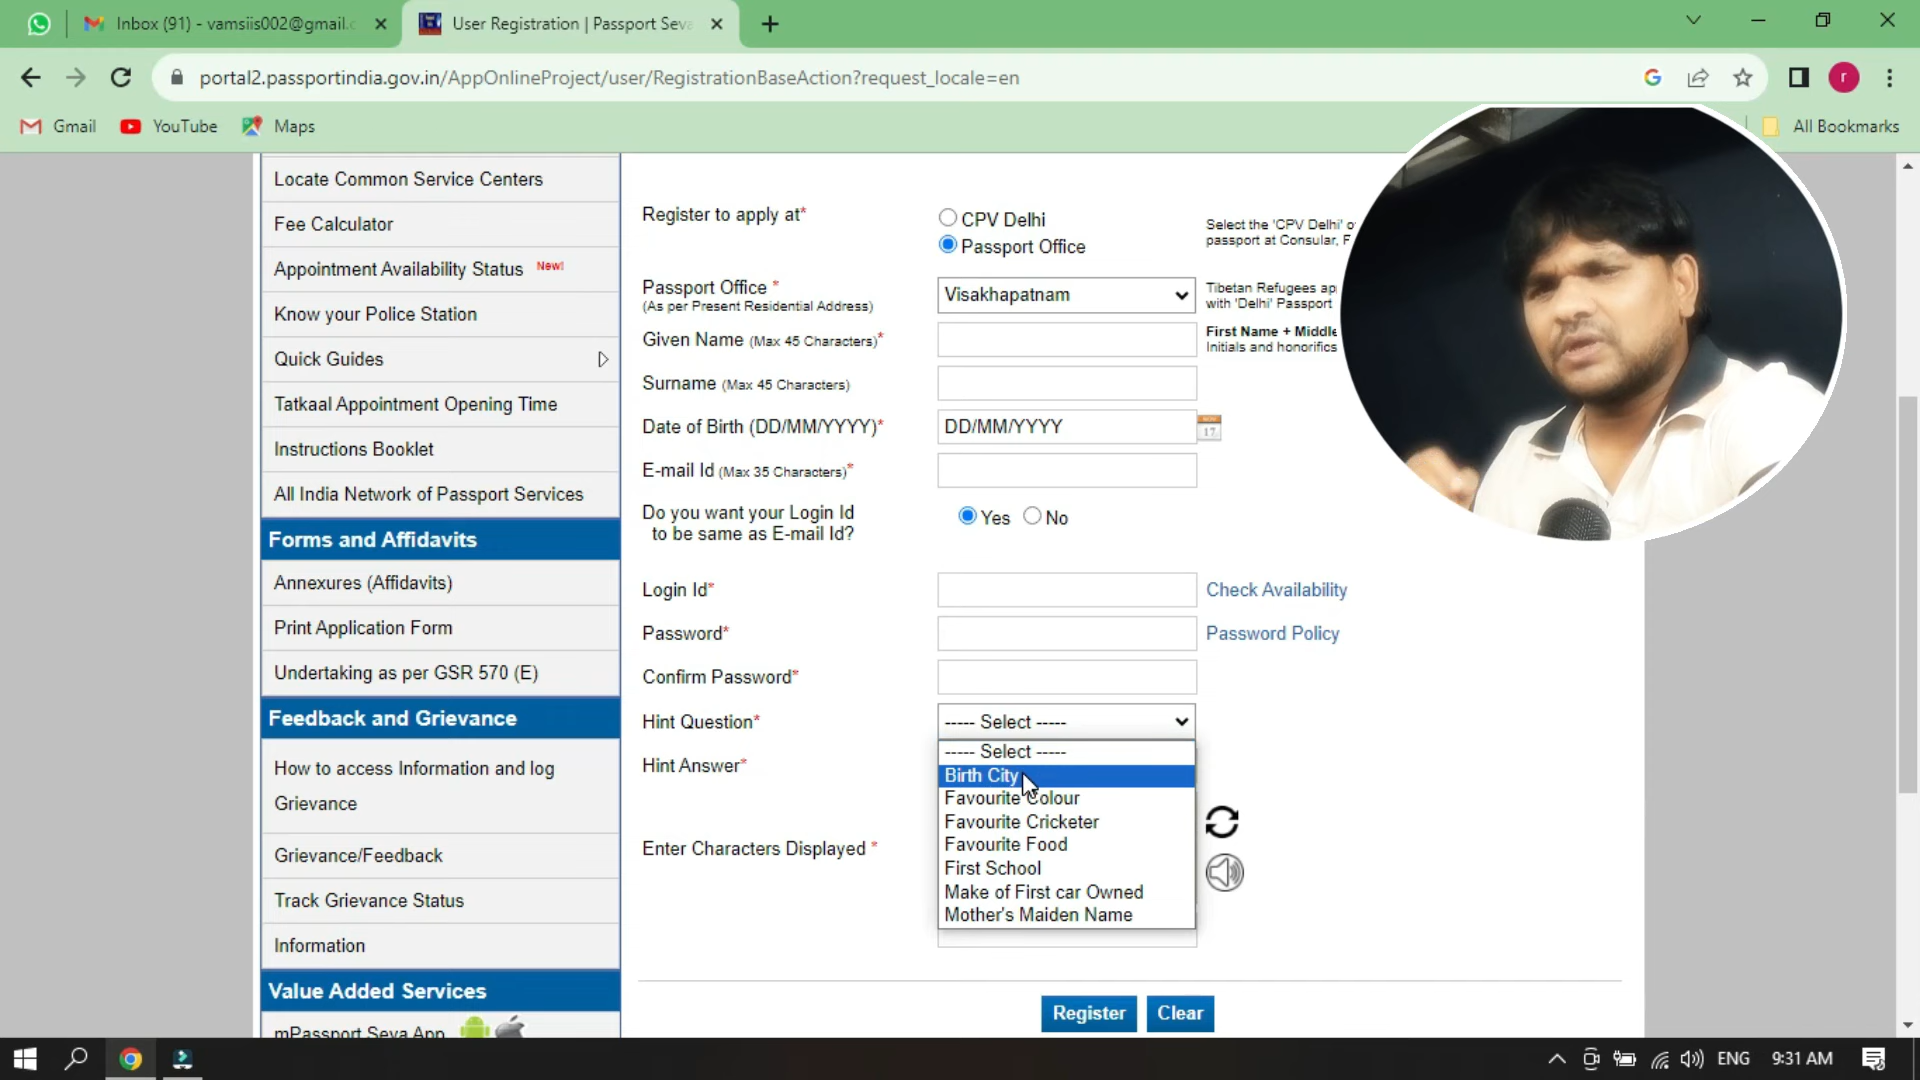 Inbox (91) - vamsiis002@gmail.c
User Registration | Passport Seva
portal2.passportindia.gov.in/AppOnlineProject/user/RegistrationBaseAction?request_locale=en
r
Gmail
YouTube
Maps
All Bookmarks
Locate Common Service Centers
Fee Calculator
Appointment Availability Status New!
Know your Police Station
Quick Guides
Tatkaal Appointment Opening Time
Instructions Booklet
All India Network of Passport Services
Forms and Affidavits
Annexures (Affidavits)
Print Application Form
Undertaking as per GSR 570 (E)
Feedback and Grievance
How to access Information and log
Grievance
Grievance/Feedback
Track Grievance Status
Information
Value Added Services
mPassport Seva App
Register to apply at*
CPV Delhi
Passport Office
Select the 'CPV Delhi' o
passport at Consular,
Passport Office *
(As per Present Residential Address)
Visakhapatnam
Tibetan Refugees ap
with 'Delhi' Passport
Given Name (Max 45 Characters)*
First Name + Middle
Initials and honorifics
Surname (Max 45 Characters)
Date of Birth (DD/MM/YYYY)*
DD/MM/YYYY
17
E-mail Id (Max 35 Characters)*
Do you want your Login Id
to be same as E-mail Id?
Yes
No
Login Id*
Check Availability
Password*
Password Policy
Confirm Password*
Hint Question*
----- Select -----
----- Select -----
Birth City
Favourite Colour
Favourite Cricketer
Favourite Food
First School
Make of First car Owned
Mother's Maiden Name
Hint Answer*
Enter Characters Displayed *
Register
Clear
ENG
9:31 AM